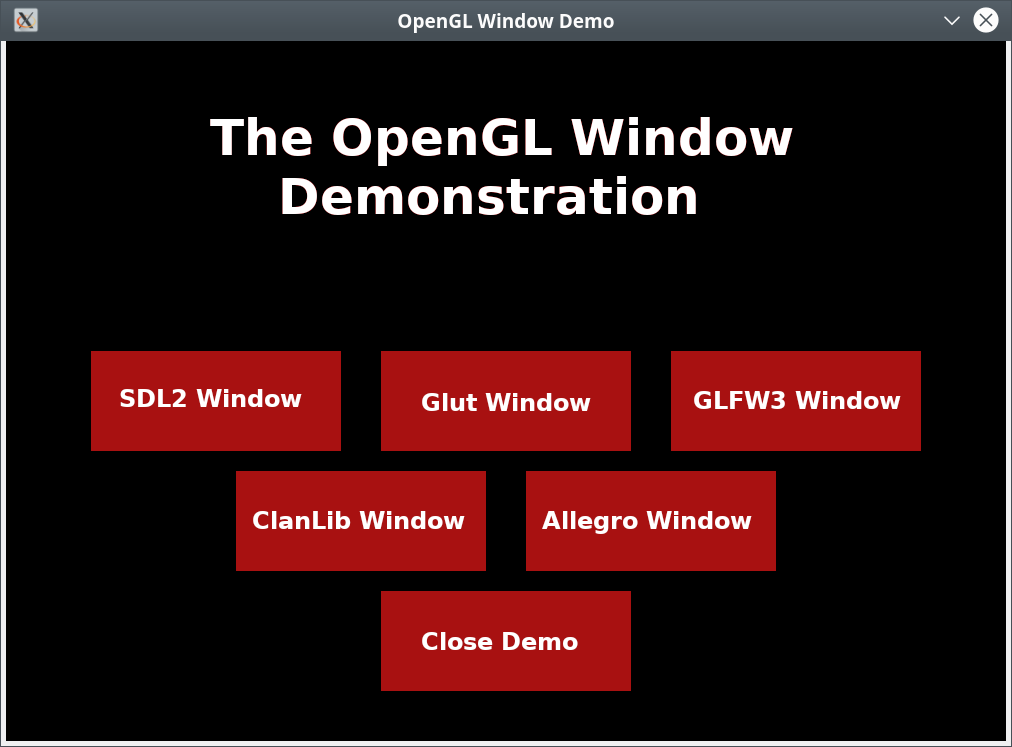 OpenGL Window Demo
The OpenGL Window
Demonstration
SDL2 Window
Glut Window
GLFW3 Window
ClanLib Window
Allegro Window
Close Demo